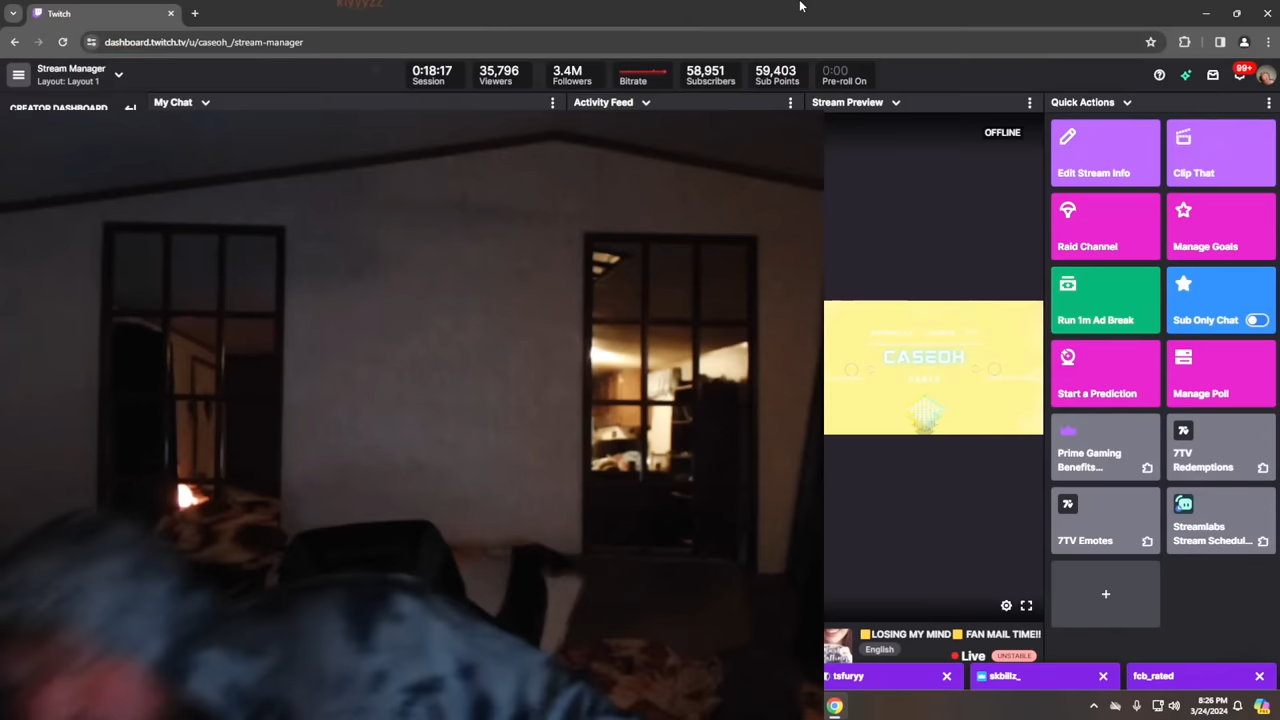 klyyyzz
Twitch
dashboard.twitch.tv/u/caseoh_/stream-manager
Stream Manager
Layout: Layout 1
0:18:17
Session
35,796
Viewers
3.4M
Followers
Bitrate
58,951
Subscribers
59,403
Sub Points
0:00
Pre-roll On
99+
CREATOR DASHBOARD
My Chat
Activity Feed
Stream Preview
Quick Actions
OFFLINE
CASEOH
Edit Stream Info
Clip That
Raid Channel
Manage Goals
Run 1m Ad Break
Sub Only Chat
Start a Prediction
Manage Poll
Prime Gaming
Benefits...
7TV
Redemptions
7TV Emotes
Streamlabs
Stream Schedul...
+
LOSING MY MIND FAN MAIL TIME!!
English
Live
UNSTABLE
tsfuryy
skbillz_
fcb_rated
8:26 PM
3/24/2024